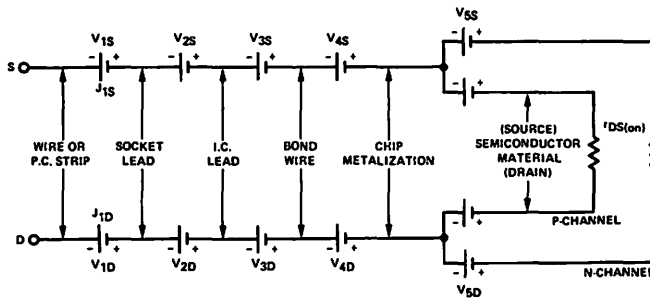 V1S V2S V3S V4S V5S
- + - + - + - + - +
S J1S - +
WIRE OR
P.C. STRIP
SOCKET
LEAD
I.C.
LEAD
BOND
WIRE
CHIP
METALIZATION
(SOURCE)
SEMICONDUCTOR
MATERIAL
(DRAIN)
rDS(on)
J1D - + P-CHANNEL
D - + - + - + - + - +
V1D V2D V3D V4D V5D
N-CHANNEL